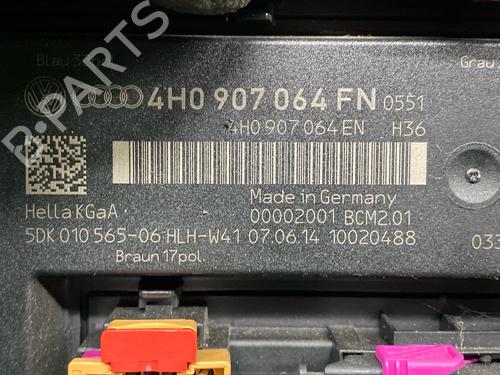 Blau 3
Grau
B-PARTS
4H0 907 064 FN 0551
4H0 907 064 EN H36
Made in Germany
Hella KGaA
00002001 BCM2.01
5DK 010 565-06 HLH-W41 07.06.14 10020488
033
Braun 17pol.